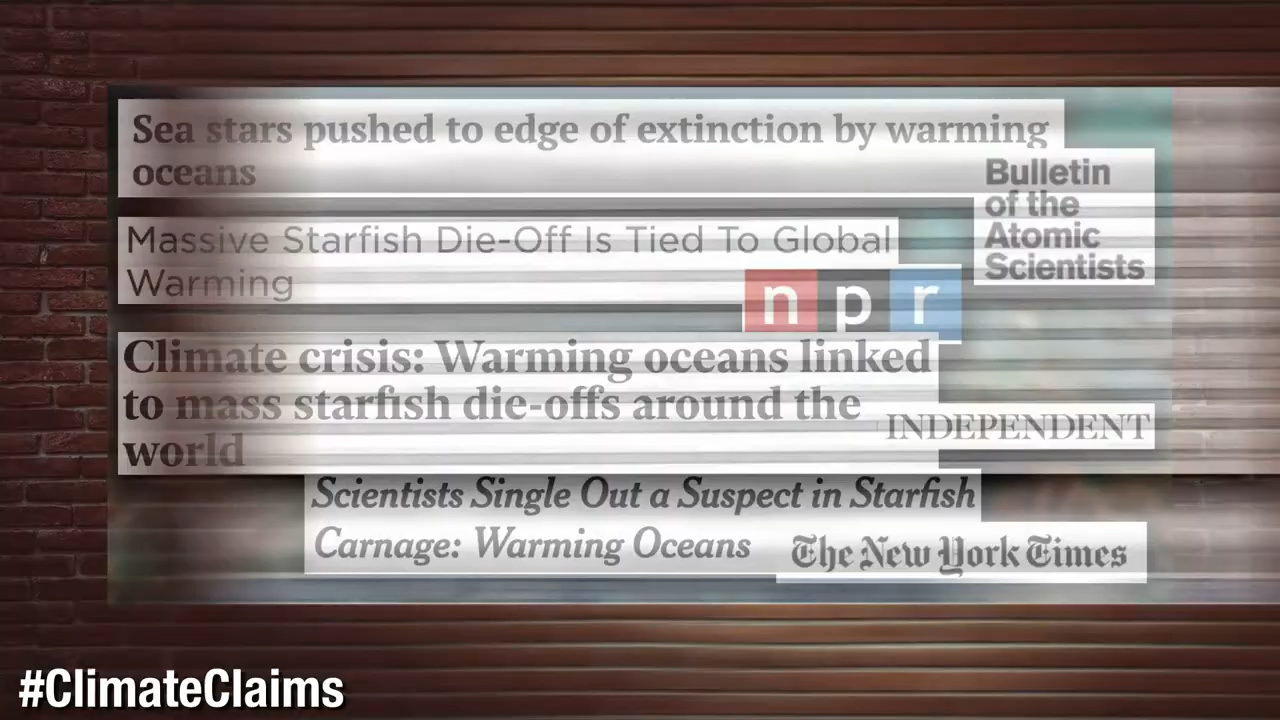 Sea stars pushed to edge of extinction by warming
oceans
Bulletin
of the
Atomic
Scientists
Massive Starfish Die-Off Is Tied To Global
Warming
npr
Climate crisis: Warming oceans linked
to mass starfish die-offs around the
world
INDEPENDENT
Scientists Single Out a Suspect in Starfish
Carnage: Warming Oceans
The New York Times
#ClimateClaims